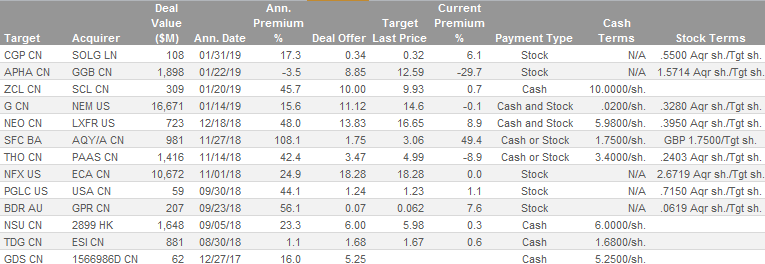 Deal Ann. Target Current
Value Premium Premium Cash
Target Acquirer ($M) Ann. Date % Deal Offer Last Price % Payment Type Terms Stock Terms
CGP CN SOLG LN 108 01/31/19 17.3 0.34 0.32 6.1 Stock N/A .5500 Aqr sh./Tgt sh.
APHA CN GGB CN 1,898 01/22/19 -3.5 8.85 12.59 -29.7 Stock N/A 1.5714 Aqr sh./Tgt sh.
ZCL CN SCL CN 309 01/20/19 45.7 10.00 9.93 0.7 Cash 10.0000/sh.
G CN NEM US 16,671 01/14/19 15.6 11.12 14.6 -0.1 Cash and Stock .0200/sh. .3280 Aqr sh./Tgt sh.
NEO CN LXFR US 723 12/18/18 48.0 13.83 16.65 8.9 Cash and Stock 5.9800/sh. .3950 Aqr sh./Tgt sh.
SFC BA AQY/A CN 981 11/27/18 108.1 1.75 3.06 49.4 Cash or Stock 1.7500/sh. GBP 1.7500/Tgt sh.
THO CN PAAS CN 1,416 11/14/18 42.4 3.47 4.99 -8.9 Cash or Stock 3.4000/sh. .2403 Aqr sh./Tgt sh.
NFX US ECA CN 10,672 11/01/18 24.9 18.28 18.28 0.0 Stock N/A 2.6719 Aqr sh./Tgt sh.
PGLC US USA CN 59 09/30/18 44.1 1.24 1.23 1.1 Stock N/A .7150 Aqr sh./Tgt sh.
BDR AU GPR CN 207 09/23/18 56.1 0.07 0.062 7.6 Stock N/A .0619 Aqr sh./Tgt sh.
NSU CN 2899 HK 1,648 09/05/18 23.3 6.00 5.98 0.3 Cash 6.0000/sh.
TDG CN ESI CN 881 08/30/18 1.1 1.68 1.67 0.6 Cash 1.6800/sh.
GDS CN 1566986D CN 62 12/27/17 16.0 5.25 Cash 5.2500/sh.